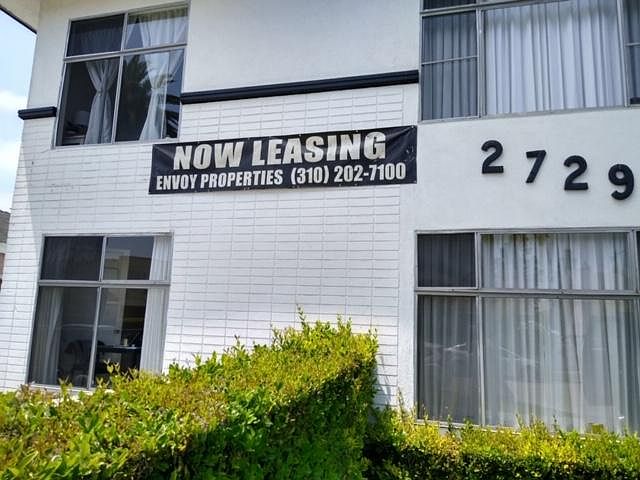 NOW LEASING
ENVOY PROPERTIES (310) 202-7100
2729